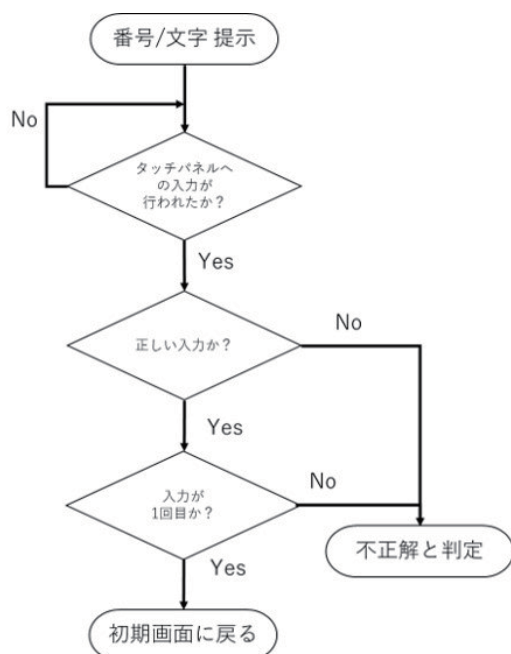 番号/文字 提示
No
タッチパネルへ
の入力が
行われたか？
Yes
No
正しい入力か？
Yes
No
入力が
1回目か？
不正解と判定
Yes
初期画面に戻る